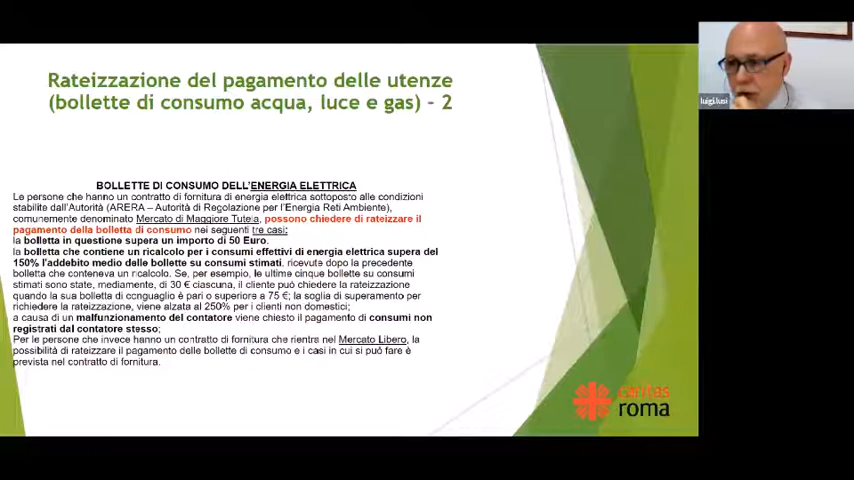 Rateizzazione del pagamento delle utenze
(bollette di consumo acqua, luce e gas) - 2
BOLLETTE DI CONSUMO DELL'ENERGIA ELETTRICA
Le persone che hanno un contratto di fornitura di energia elettrica sottoposto alle condizioni
stabilite dall'Autorità (ARERA – Autorità di Regolazione per l'Energia Reti Ambiente),
comunemente denominato Mercato di Maggiore Tutela, possono chiedere di rateizzare il
pagamento della bolletta di consumo nei seguenti tre casi:
la bolletta in questione supera un importo di 50 Euro.
la bolletta che contiene un ricalcolo per i consumi effettivi di energia elettrica supera del
150% l'addebito medio delle bollette su consumi stimati, ricevute dopo la precedente
bolletta che conteneva un ricalcolo. Se, per esempio, le ultime cinque bollette su consumi
stimati sono state, mediamente, di 30 € ciascuna, il cliente può chiedere la rateizzazione
quando la sua bolletta di conguaglio è pari o superiore a 75 €; la soglia di superamento per
richiedere la rateizzazione, viene alzata al 250% per i clienti non domestici;
a causa di un malfunzionamento del contatore viene chiesto il pagamento di consumi non
registrati dal contatore stesso;
Per le persone che invece hanno un contratto di fornitura che rientra nel Mercato Libero, la
possibilità di rateizzare il pagamento delle bollette di consumo e i casi in cui si può fare è
prevista nel contratto di fornitura.
caritas
roma
luigi.lusi